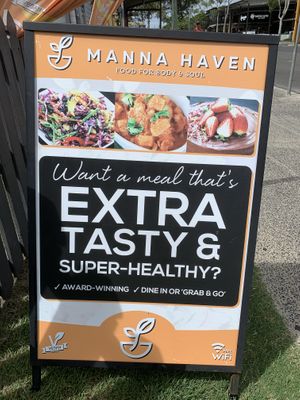 MANNA HAVEN
FOOD FOR BODY & SOUL
Want a meal that's
EXTRA
TASTY &
SUPER-HEALTHY?
✓ AWARD-WINNING ✓ DINE IN OR 'GRAB & GO'
WiFi